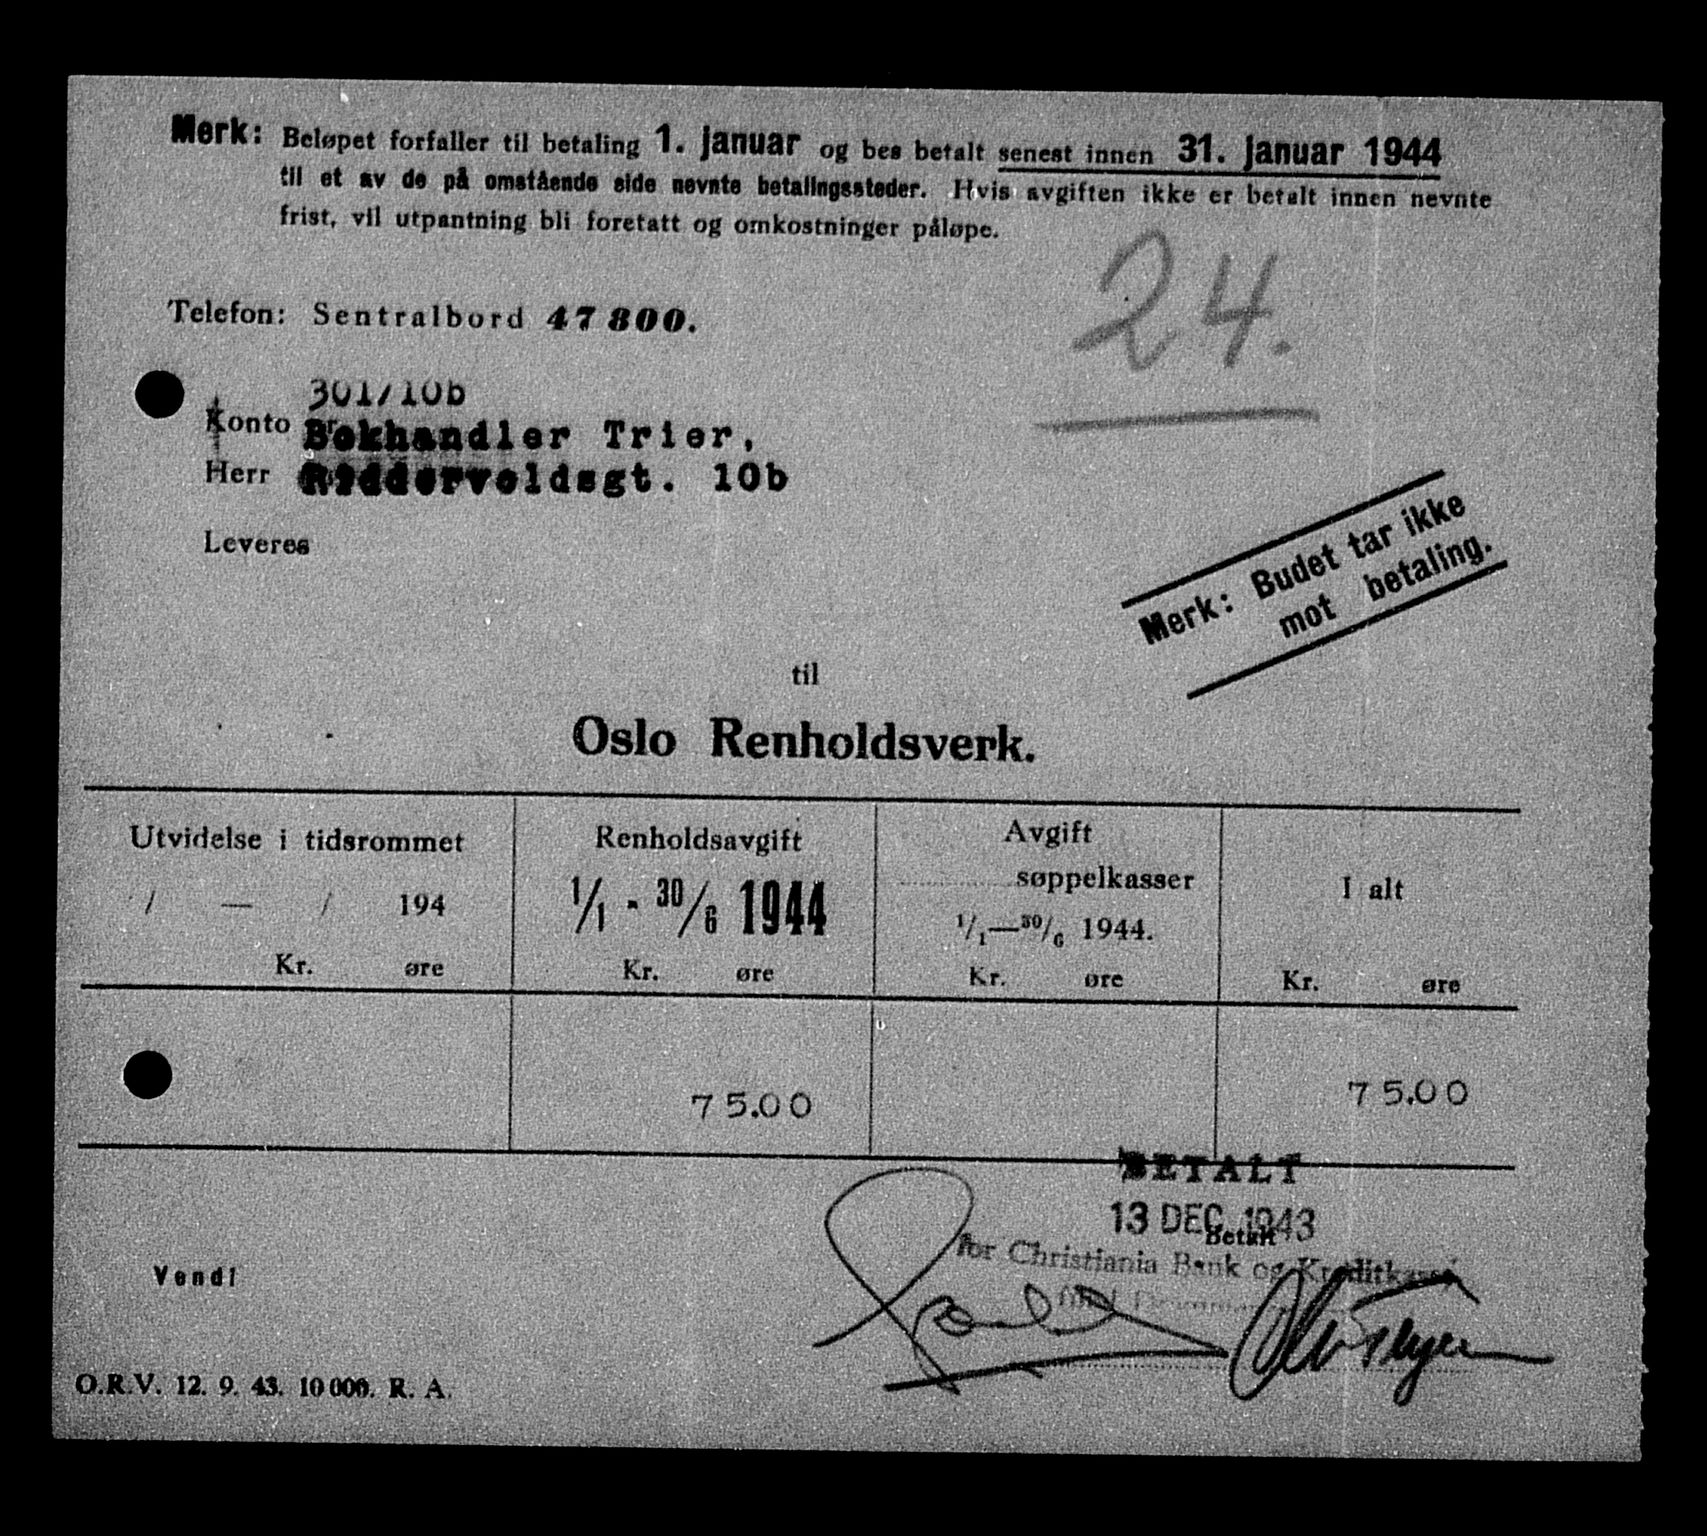 Merk: Beløpet forfaller til betaling 1. januar og bes betalt senest innen 31. januar 1944
til et av de på omstående side nevnte betalingssteder. Hvis avgiften ikke er betalt innen nevnte
frist, vil utpantning bli foretatt og omkostninger påløpe.
24.
Telefon: Sentralbord 47800.
301/10b
Konto Bokhandler Trier,
Herr Riddervoldsgt. 10b
Leveres
Merk: Budet tar ikke
mot betaling.
til
Oslo Renholdsverk.
Utvidelse i tidsrommet
/ — / 194
Kr. øre
Renholdsavgift
1/1 - 30/6 1944
Kr. øre
Avgift
søppelkasser
1/1—30/6 1944.
Kr. øre
I alt
Kr. øre
75.00
75.00
BETALT
13 DEC 1943
Betalt
for Christiania Bank og Kreditkasse
Vend!
O.R.V. 12. 9. 43. 10 000. R. A.